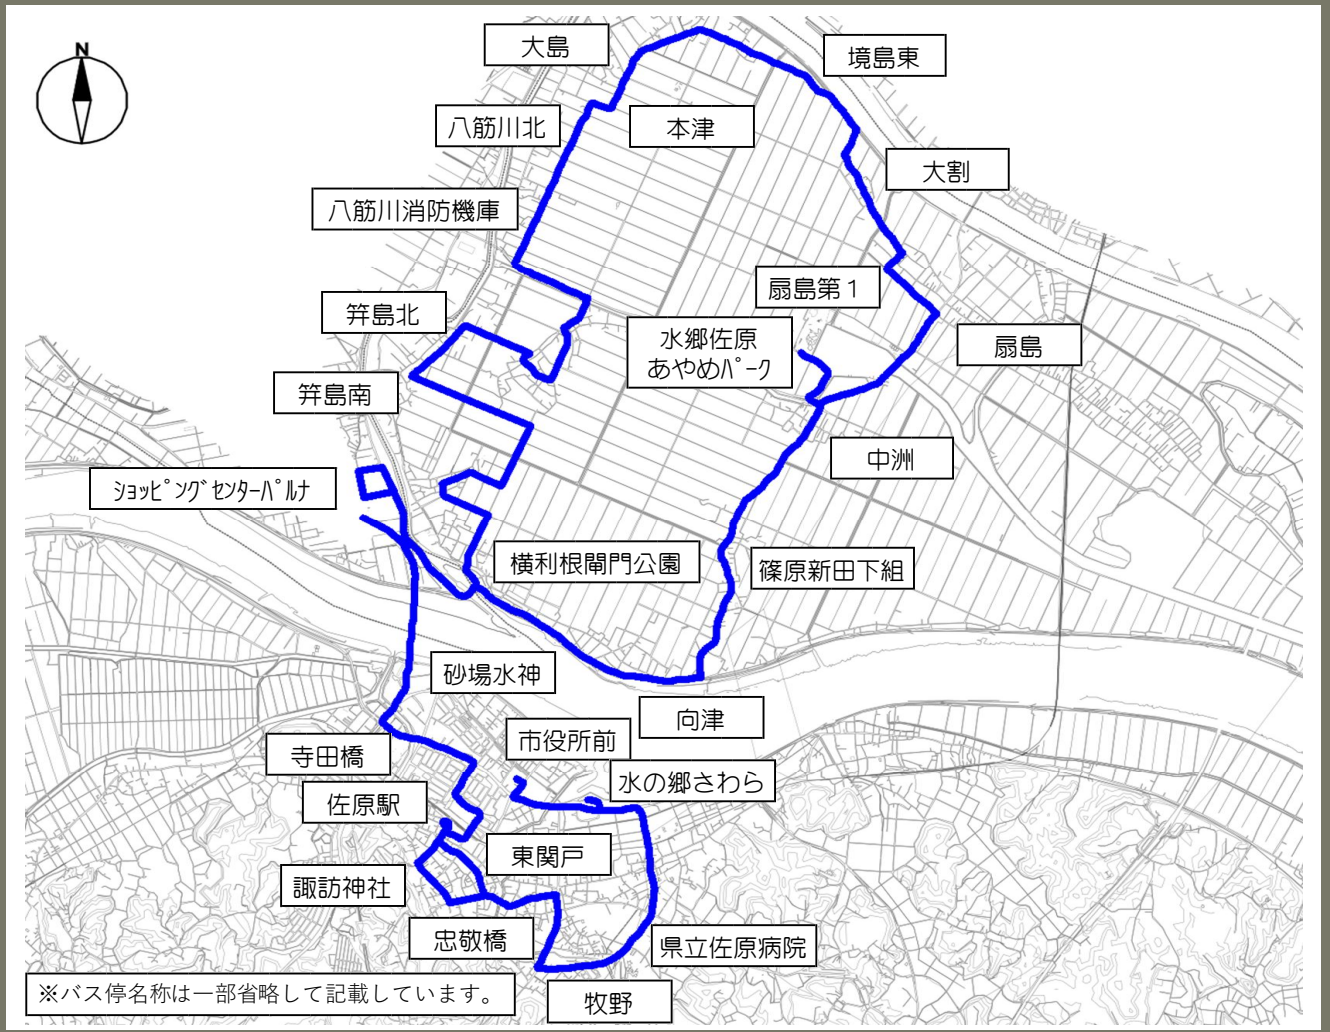 N
大島
境島東
八筋川北
本津
大割
八筋川消防機庫
扇島第１
笄島北
水郷佐原
あやめﾊﾟｰｸ
扇島
笄島南
中洲
ｼｮｯﾋﾟﾝｸﾞｾﾝﾀｰﾊﾟﾙﾅ
横利根閘門公園
篠原新田下組
砂場水神
向津
市役所前
寺田橋
水の郷さわら
佐原駅
東関戸
諏訪神社
忠敬橋
県立佐原病院
※バス停名称は一部省略して記載しています。
牧野